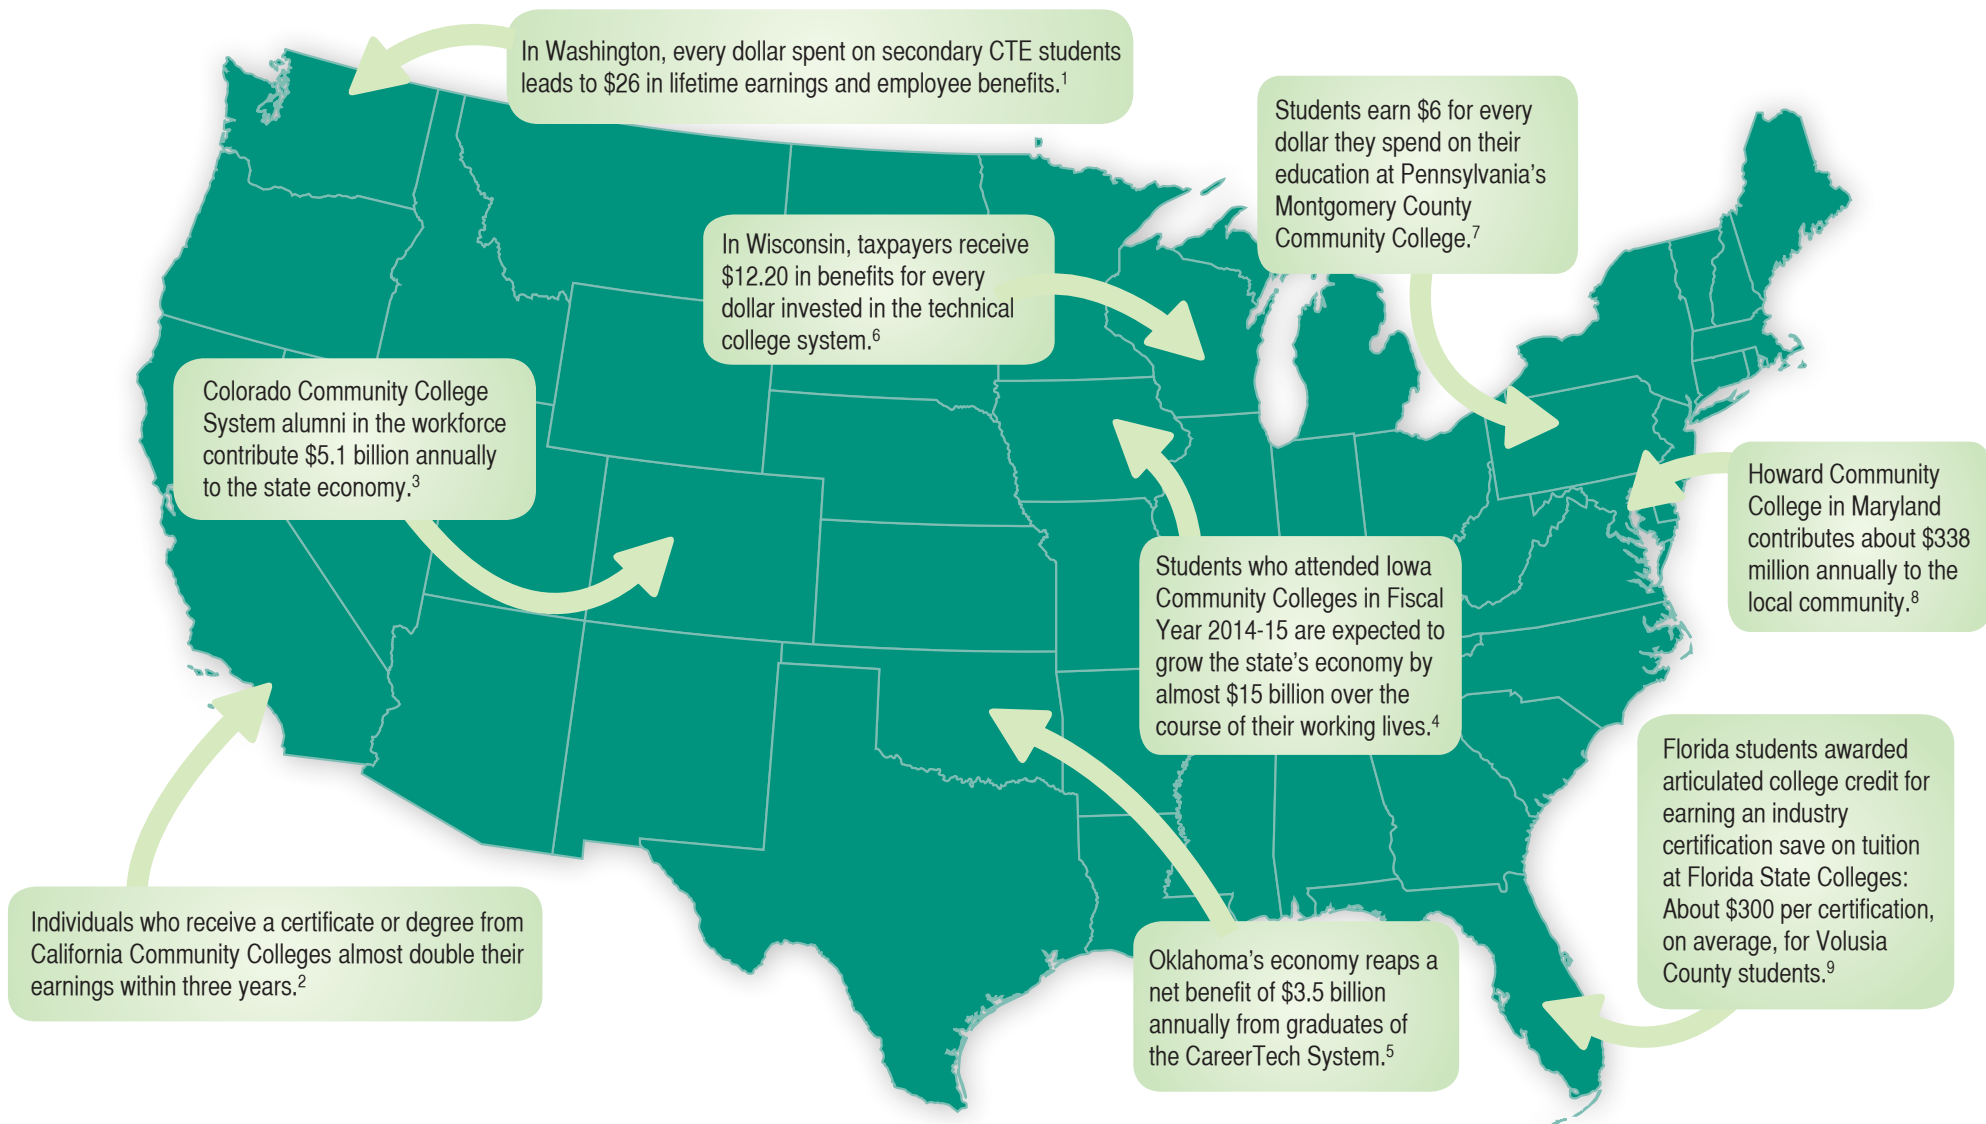 In Washington, every dollar spent on secondary CTE students
leads to $26 in lifetime earnings and employee benefits.1
Students earn $6 for every
dollar they spend on their
education at Pennsylvania's
Montgomery County
Community College.7
In Wisconsin, taxpayers receive
$12.20 in benefits for every
dollar invested in the technical
college system.6
Colorado Community College
System alumni in the workforce
contribute $5.1 billion annually
to the state economy.3
Howard Community
College in Maryland
contributes about $338
million annually to the
local community.8
Students who attended Iowa
Community Colleges in Fiscal
Year 2014-15 are expected to
grow the state's economy by
almost $15 billion over the
course of their working lives.4
Florida students awarded
articulated college credit for
earning an industry
certification save on tuition
at Florida State Colleges:
About $300 per certification,
on average, for Volusia
County students.9
Individuals who receive a certificate or degree from
California Community Colleges almost double their
earnings within three years.2
Oklahoma's economy reaps a
net benefit of $3.5 billion
annually from graduates of
the CareerTech System.5